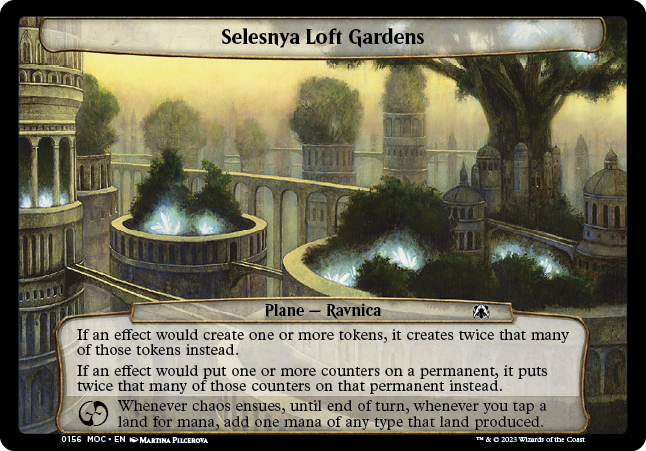 Selesnya Loft Gardens
Plane — Ravnica
If an effect would create one or more tokens, it creates twice that many
of those tokens instead.
If an effect would put one or more counters on a permanent, it puts
twice that many of those counters on that permanent instead.
Whenever chaos ensues, until end of turn, whenever you tap a
land for mana, add one mana of any type that land produced.
0156 MOC • EN Martina Pilcerova
™ & © 2023 Wizards of the Coast